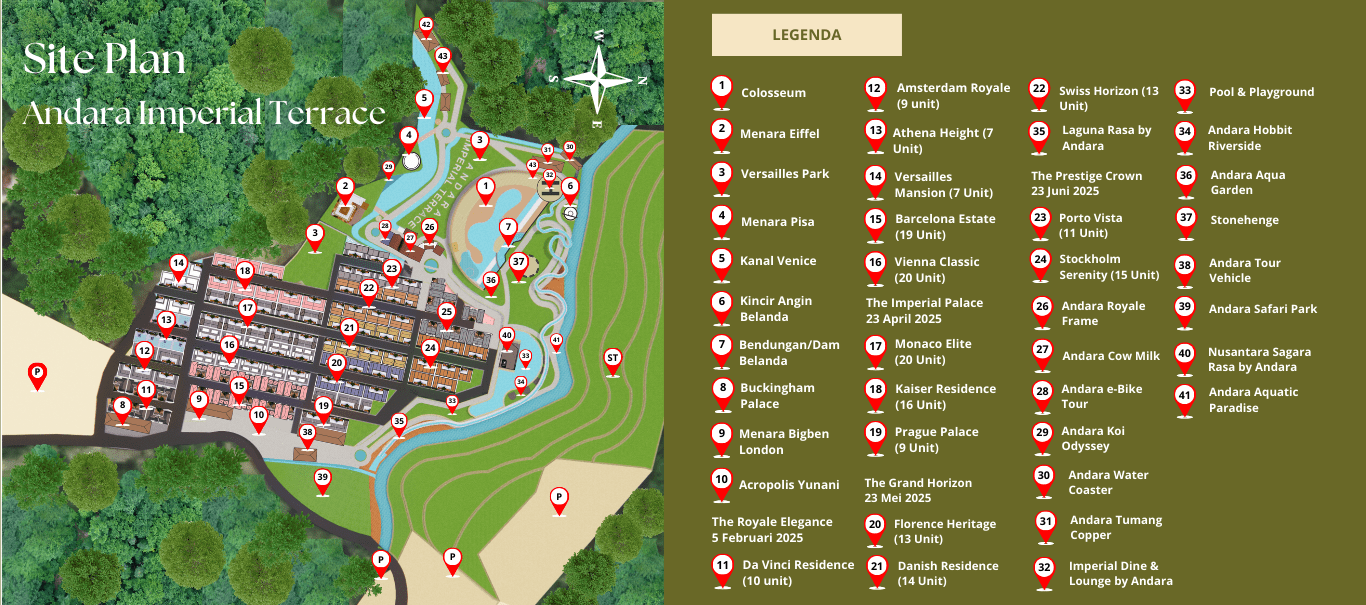 Site Plan
Andara Imperial Terrace
W
S
N
E
42
43
5
4
3
31
30
43
32
29
2
1
6
ANDARA
IMPERIAL TERRACE
28
26
27
7
3
37
14
18
23
36
22
17
25
13
21
40
41
16
24
33
ST
12
20
P
34
11
15
8
9
19
33
10
35
38
39
P
P
P
LEGENDA
1 Colosseum
2 Menara Eiffel
3 Versailles Park
4 Menara Pisa
5 Kanal Venice
6 Kincir Angin
Belanda
7 Bendungan/Dam
Belanda
8 Buckingham
Palace
9 Menara Bigben
London
10 Acropolis Yunani
The Royale Elegance
5 Februari 2025
11 Da Vinci Residence
(10 unit)
12 Amsterdam Royale
(9 unit)
13 Athena Height (7
Unit)
14 Versailles
Mansion (7 Unit)
15 Barcelona Estate
(19 Unit)
16 Vienna Classic
(20 Unit)
The Imperial Palace
23 April 2025
17 Monaco Elite
(20 Unit)
18 Kaiser Residence
(16 Unit)
19 Prague Palace
(9 Unit)
The Grand Horizon
23 Mei 2025
20 Florence Heritage
(13 Unit)
21 Danish Residence
(14 Unit)
22 Swiss Horizon (13
Unit)
35 Laguna Rasa by
Andara
The Prestige Crown
23 Juni 2025
23 Porto Vista
(11 Unit)
24 Stockholm
Serenity (15 Unit)
26 Andara Royale
Frame
27 Andara Cow Milk
28 Andara e-Bike
Tour
29 Andara Koi
Odyssey
30 Andara Water
Coaster
31 Andara Tumang
Copper
32 Imperial Dine &
Lounge by Andara
33 Pool & Playground
34 Andara Hobbit
Riverside
36 Andara Aqua
Garden
37 Stonehenge
38 Andara Tour
Vehicle
39 Andara Safari Park
40 Nusantara Sagara
Rasa by Andara
41 Andara Aquatic
Paradise